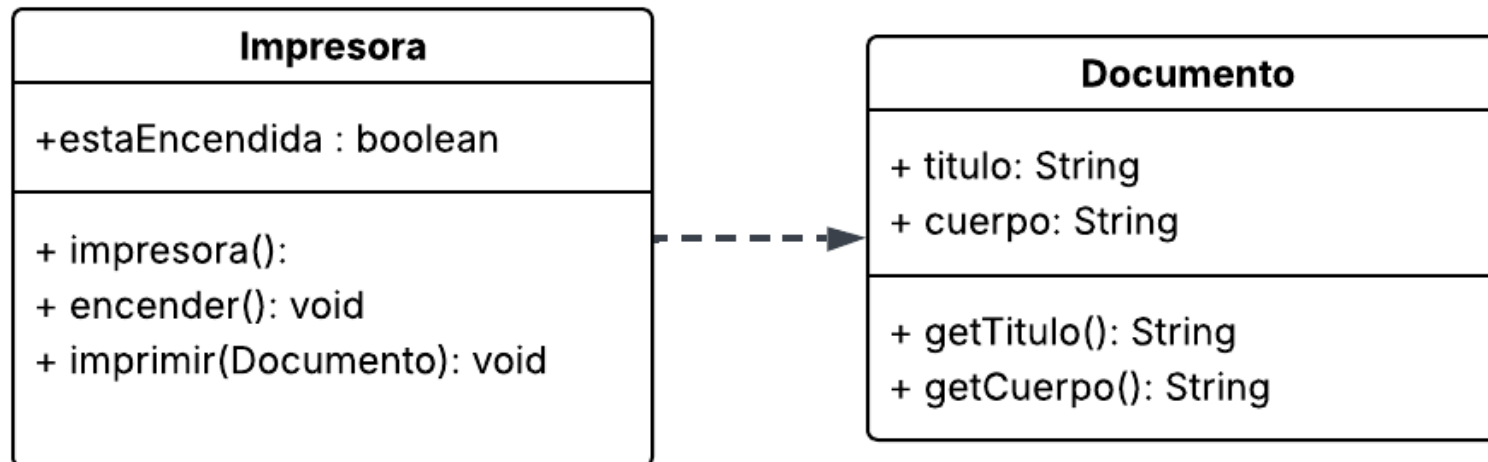 Impresora
+estaEncendida : boolean
+ impresora():
+ encender(): void
+ imprimir(Documento): void
Documento
+ titulo: String
+ cuerpo: String
+ getTitulo(): String
+ getCuerpo(): String